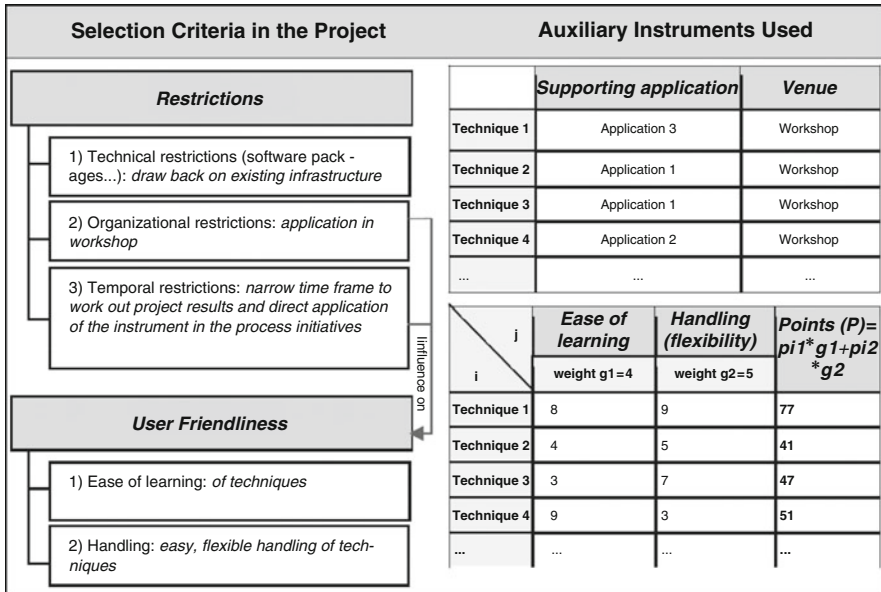 Selection Criteria in the Project
Auxiliary Instruments Used
Restrictions
1) Technical restrictions (software pack -
ages...): draw back on existing infrastructure
2) Organizational restrictions: application in
workshop
3) Temporal restrictions: narrow time frame to
work out project results and direct application
of the instrument in the process initiatives
Iinfluence on
User Friendliness
1) Ease of learning: of techniques
2) Handling: easy, flexible handling of tech-
niques
Supporting application Venue
Technique 1 Application 3 Workshop
Technique 2 Application 1 Workshop
Technique 3 Application 1 Workshop
Technique 4 Application 2 Workshop
... ... ...
j
i
Ease of
learning
Handling
(flexibility)
Points (P)=
pi1*g1+pi2
*g2
weight g1=4 weight g2=5
Technique 1 8 9 77
Technique 2 4 5 41
Technique 3 3 7 47
Technique 4 9 3 51
... ... ... ...